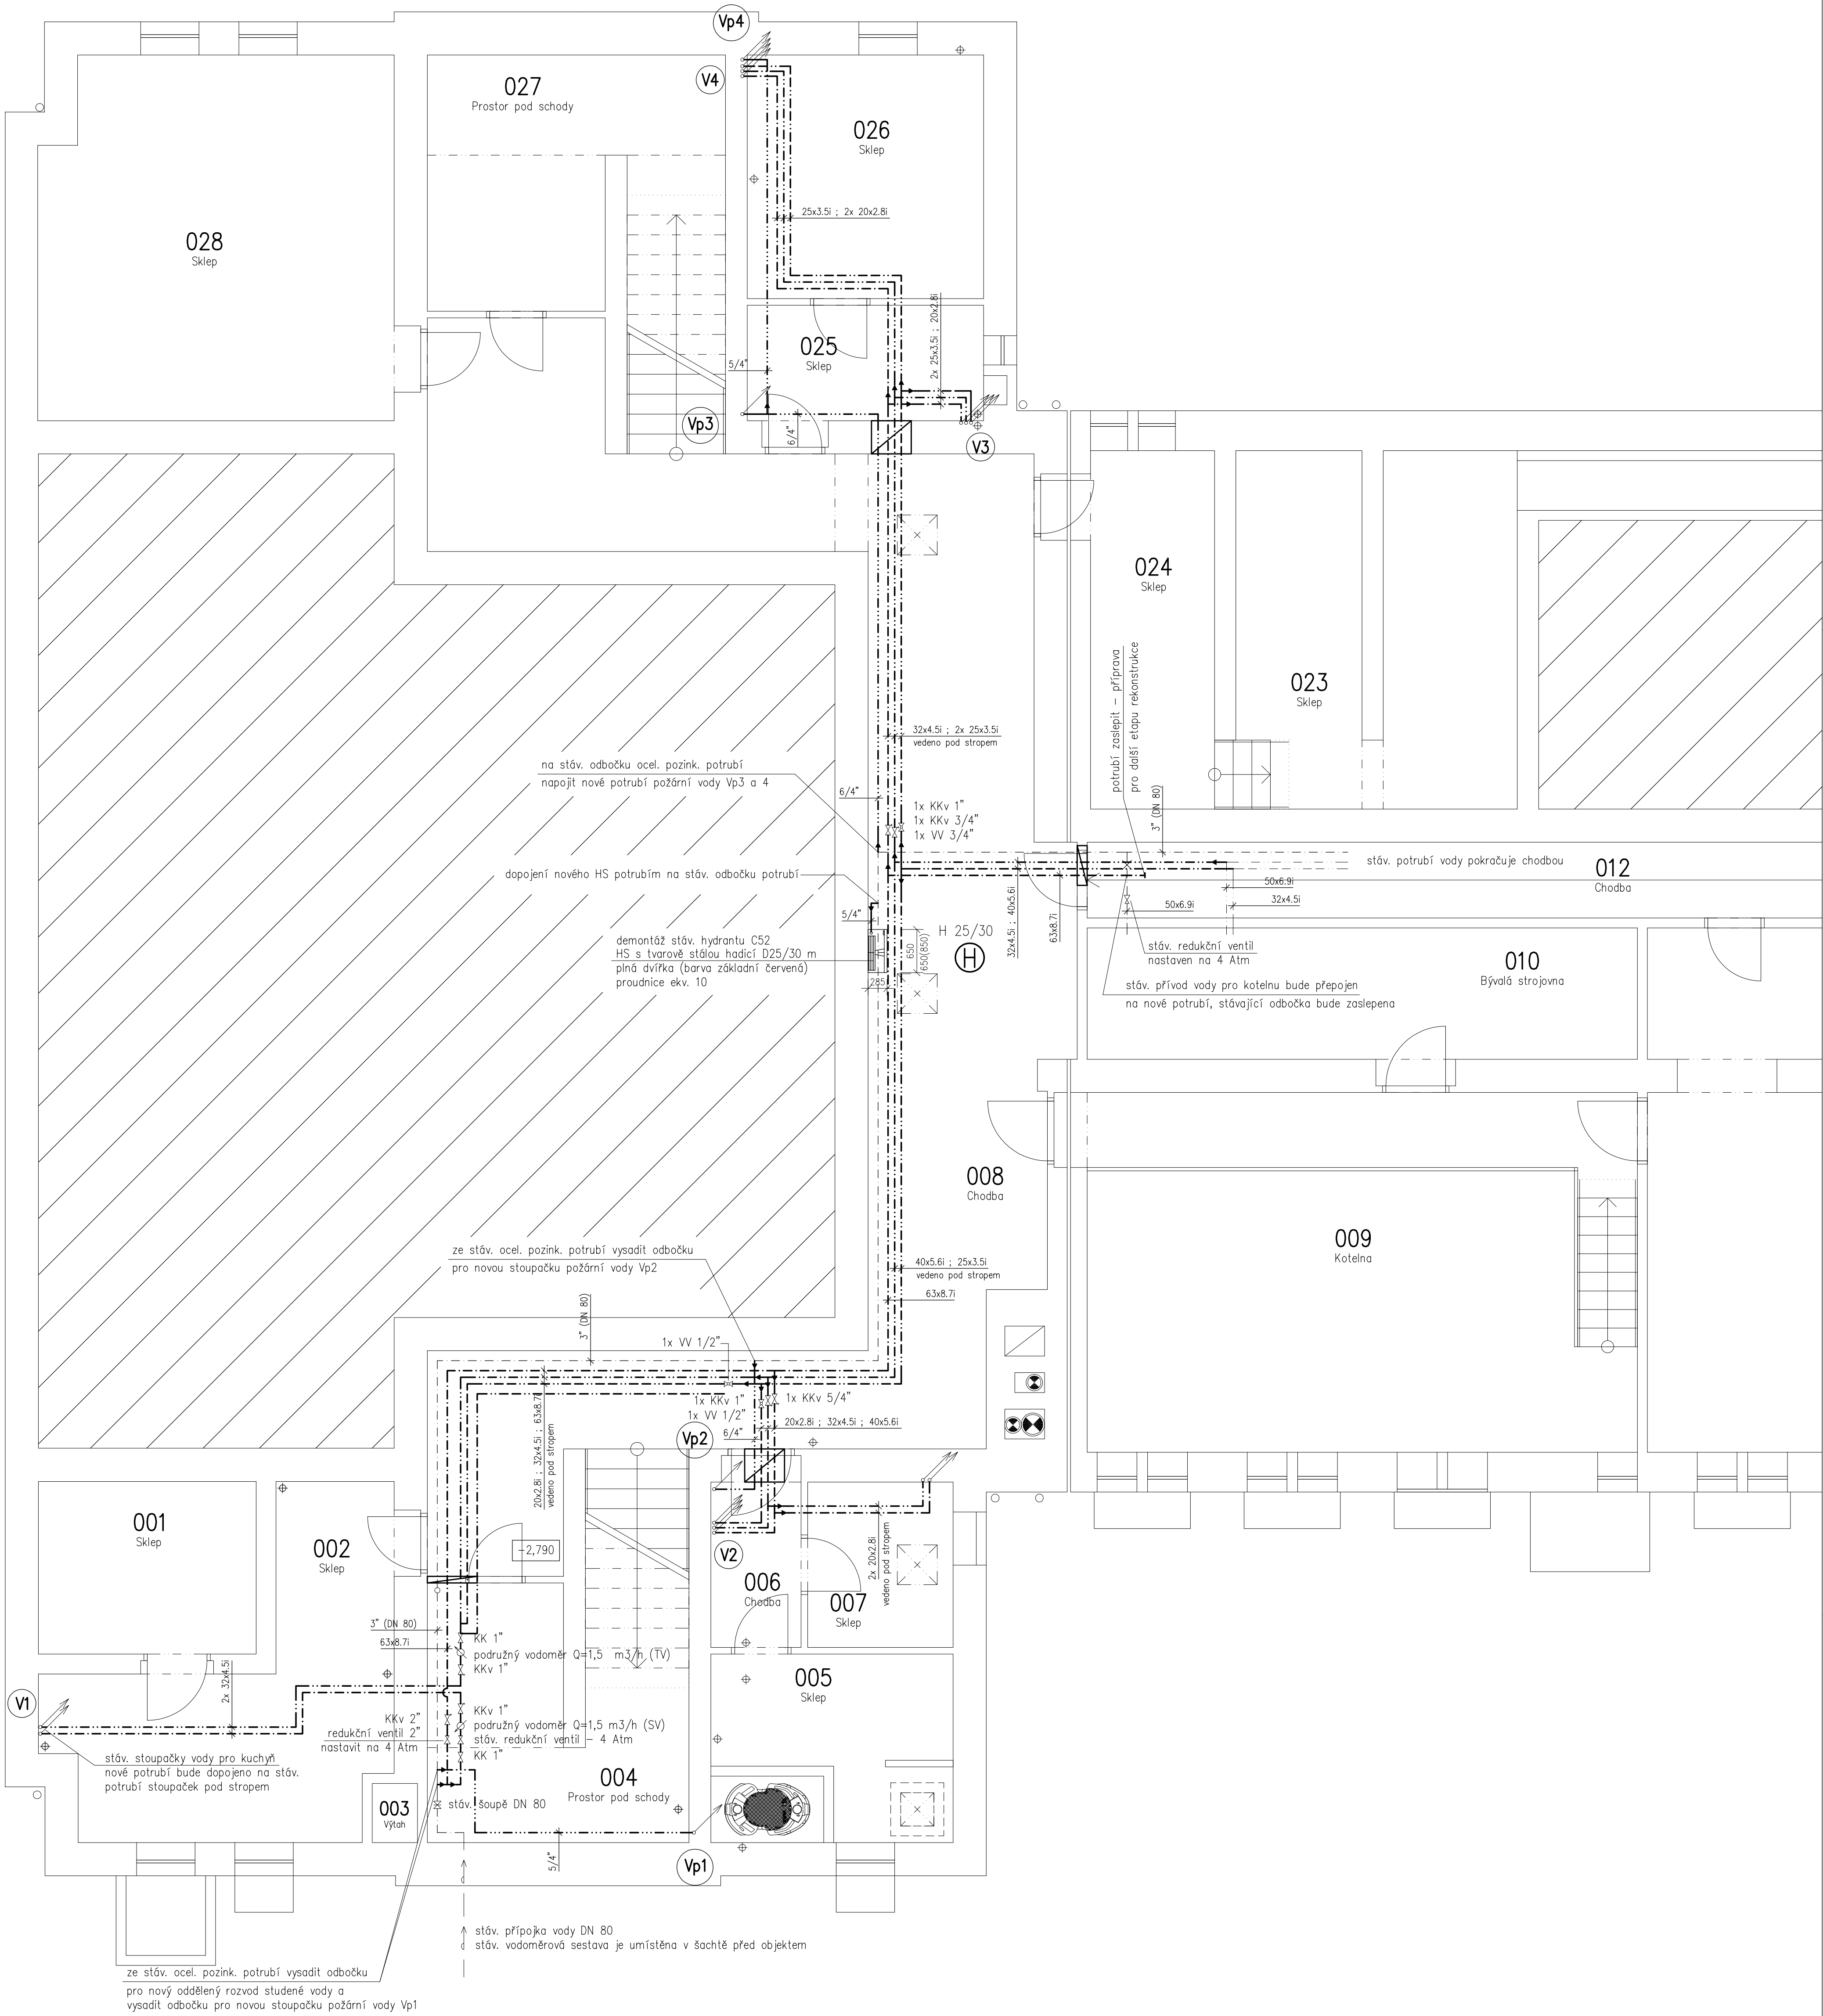 Vp4
V4
027
Prostor pod schody
026
Sklep
028
Sklep
25x3.5i ; 2x 20x2.8i
2x 25x3.5i ; 20x2.8i
025
Sklep
5/4"
6/4"
Vp3
V3
024
Sklep
023
Sklep
potrubí zaslepit – příprava
pro další etapu rekonstrukce
32x4.5i ; 2x 25x3.5i
vedeno pod stropem
na stáv. odbočku ocel. pozink. potrubí
napojit nové potrubí požární vody Vp3 a 4
6/4"
1x KKv 1"
1x KKv 3/4"
1x VV 3/4"
3" (DN 80)
stáv. potrubí vody pokračuje chodbou
012
Chodba
dopojení nového HS potrubím na stáv. odbočku potrubí
50x6.9i
32x4.5i
50x6.9i
32x4.5i ; 40x5.6i
63x8.7i
5/4"
H 25/30
H
650
650(850)
285
demontáž stáv. hydrantu C52
HS s tvarově stálou hadicí D25/30 m
plná dvířka (barva základní červená)
proudnice ekv. 10
stáv. redukční ventil
nastaven na 4 Atm
010
Bývalá strojovna
stáv. přívod vody pro kotelnu bude přepojen
na nové potrubí, stávající odbočka bude zaslepena
008
Chodba
009
Kotelna
ze stáv. ocel. pozink. potrubí vysadit odbočku
pro novou stoupačku požární vody Vp2
40x5.6i ; 25x3.5i
vedeno pod stropem
63x8.7i
3" (DN 80)
1x VV 1/2"
1x KKv 1"
1x VV 1/2"
1x KKv 5/4"
20x2.8i ; 32x4.5i ; 40x5.6i
6/4"
Vp2
20x2.8i ; 32x4.5i ; 63x8.7i
vedeno pod stropem
001
Sklep
002
Sklep
-2,790
V2
006
Chodba
007
Sklep
2x 20x2.8i
vedeno pod stropem
3" (DN 80)
63x8.7i
KK 1"
podružný vodoměr Q=1,5 m3/h (TV)
KKv 1"
005
Sklep
2x 32x4.5i
V1
KKv 2"
redukční ventil 2"
nastavit na 4 Atm
KKv 1"
podružný vodoměr Q=1,5 m3/h (SV)
stáv. redukční ventil – 4 Atm
KK 1"
stáv. stoupačky vody pro kuchyň
nové potrubí bude dopojeno na stáv.
potrubí stoupaček pod stropem
004
Prostor pod schody
003
Výtah
stáv. šoupě DN 80
5/4"
Vp1
stáv. přípojka vody DN 80
stáv. vodoměrová sestava je umístěna v šachtě před objektem
ze stáv. ocel. pozink. potrubí vysadit odbočku
pro nový oddělený rozvod studené vody a
vysadit odbočku pro novou stoupačku požární vody Vp1